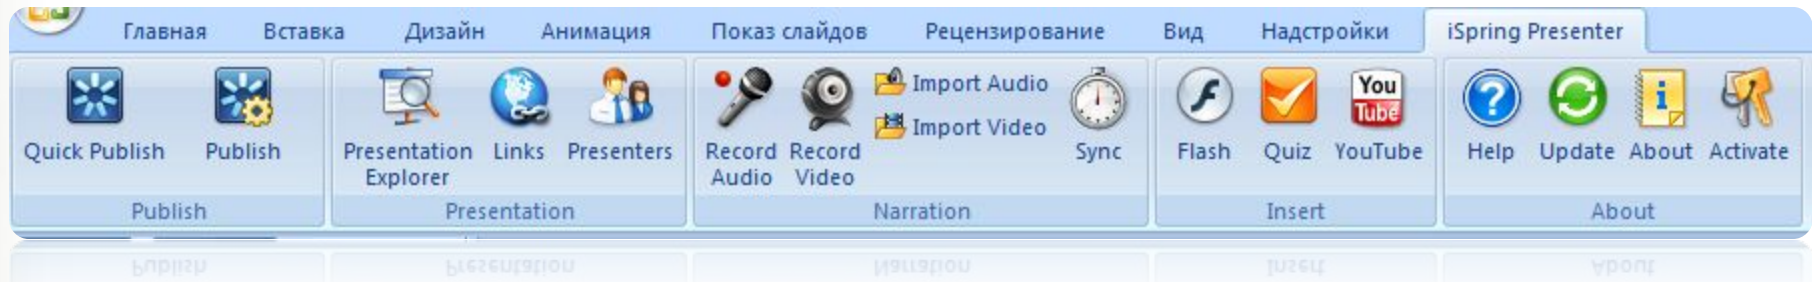 Главная Вставка Дизайн Анимация Показ слайдов Рецензирование Вид Надстройки iSpring Presenter
Quick Publish Publish
Publish
Presentation Explorer Links Presenters
Presentation
Record Audio Record Video Import Audio Import Video Sync
Narration
Flash Quiz You Tube YouTube
Insert
Help Update About Activate
About